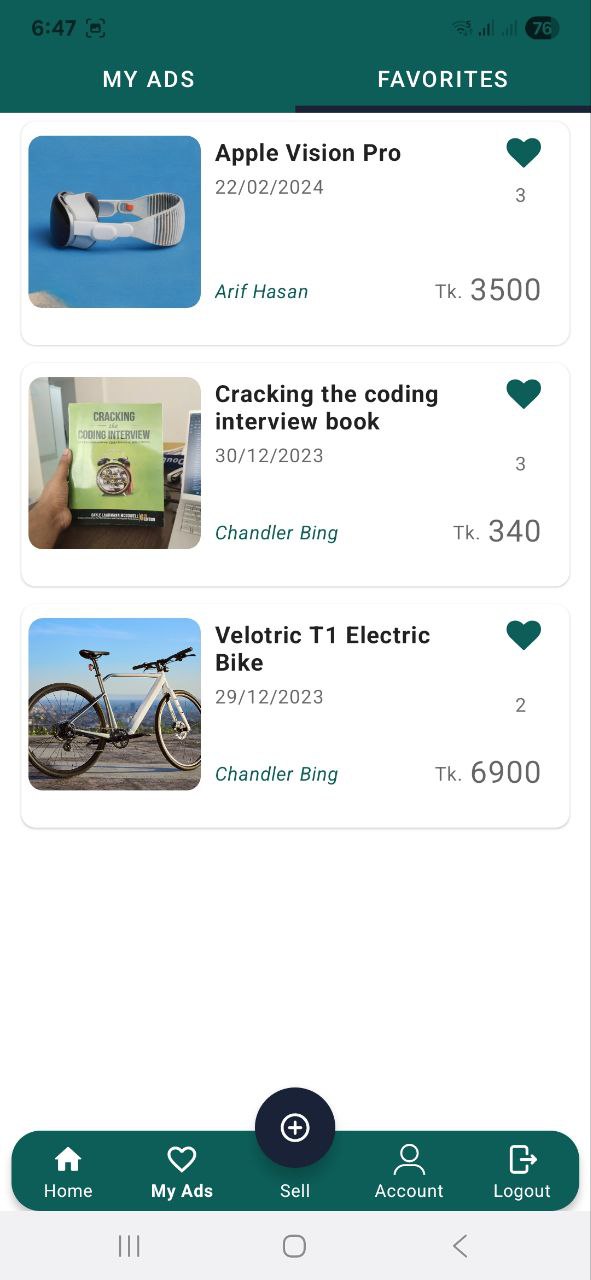 6:47
76
MY ADS
FAVORITES
Apple Vision Pro
22/02/2024
3
Arif Hasan
Tk. 3500
CRACKING
the
CODING INTERVIEW
Cracking the coding
interview book
30/12/2023
3
Chandler Bing
Tk. 340
Velotric T1 Electric
Bike
29/12/2023
2
Chandler Bing
Tk. 6900
Home
My Ads
Sell
Account
Logout